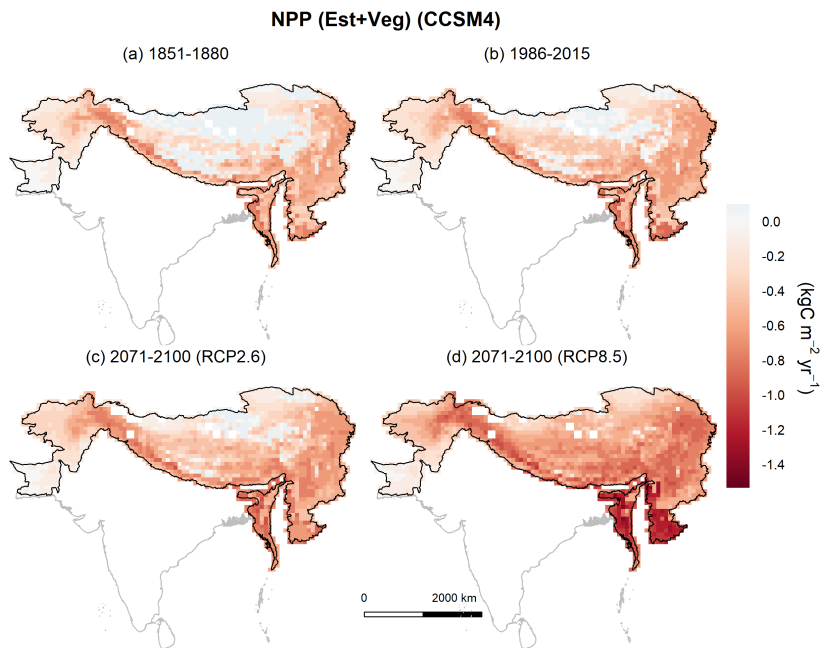 NPP (Est+Veg) (CCSM4)
(a) 1851-1880
(b) 1986-2015
0.0
-0.2
-0.4
-0.6
-0.8
-1.0
-1.2
-1.4
(kgC m⁻² yr⁻¹)
(c) 2071-2100 (RCP2.6)
(d) 2071-2100 (RCP8.5)
0 2000 km